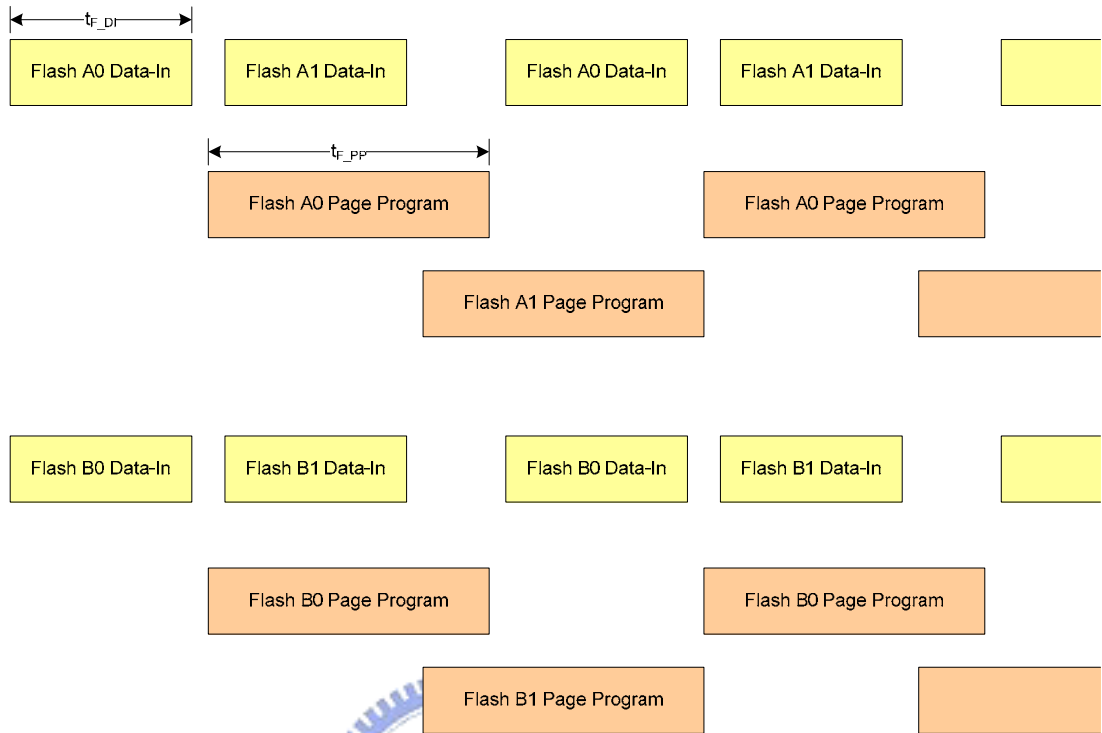 t_F_DI
Flash A0 Data-In Flash A1 Data-In Flash A0 Data-In Flash A1 Data-In
t_F_PP
Flash A0 Page Program Flash A0 Page Program
Flash A1 Page Program
Flash B0 Data-In Flash B1 Data-In Flash B0 Data-In Flash B1 Data-In
Flash B0 Page Program Flash B0 Page Program
Flash B1 Page Program